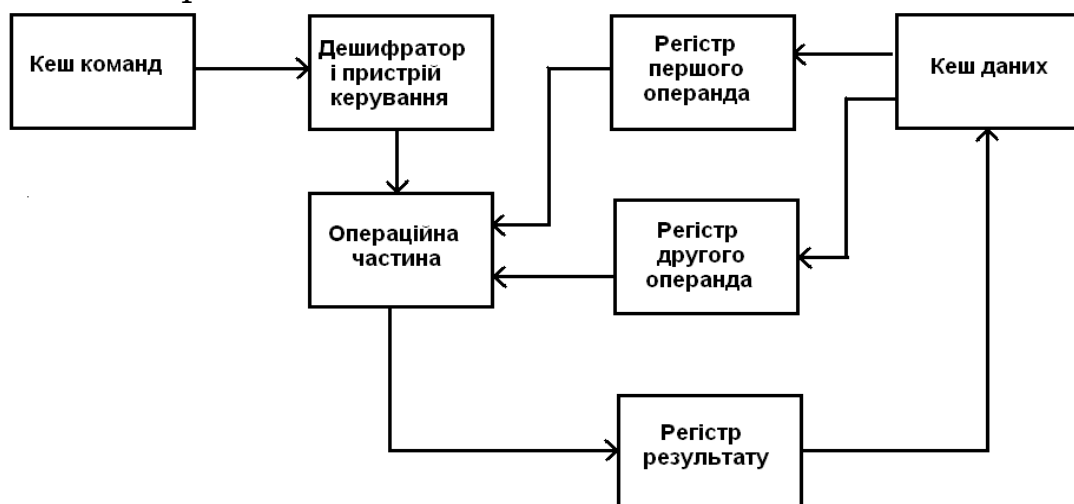 Кеш команд
Дешифратор
і пристрій
керування
Регістр
першого
операнда
Кеш даних
Операційна
частина
Регістр
другого
операнда
Регістр
результату